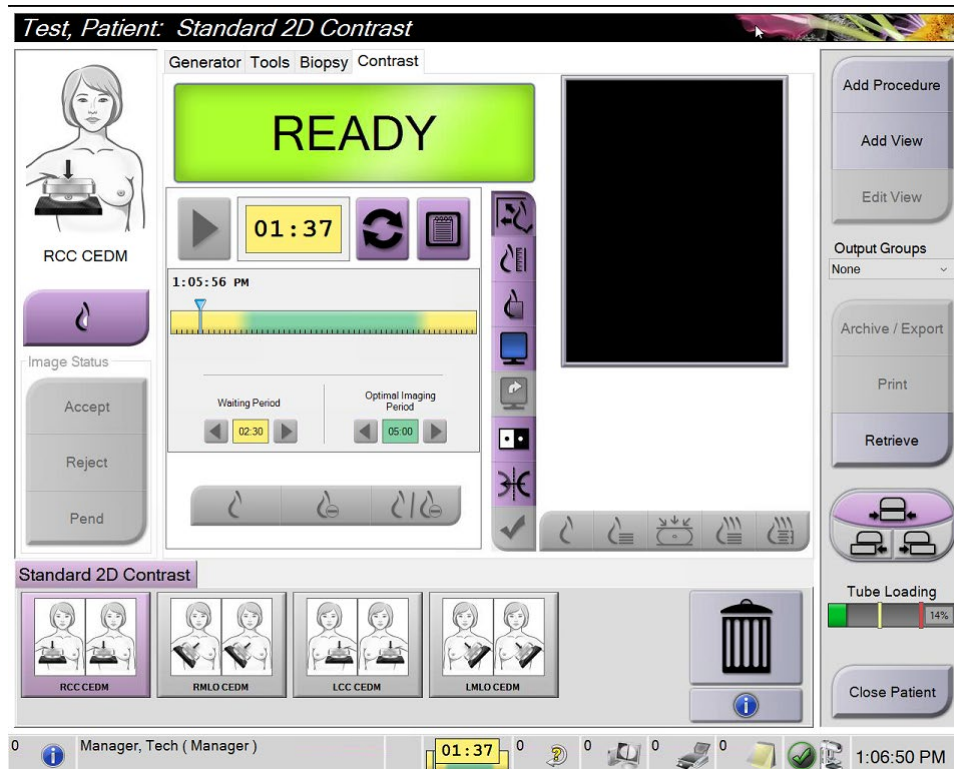 Test, Patient: Standard 2D Contrast
Generator Tools Biopsy Contrast
READY
RCC CEDM
01:37
1:05:56 PM
Waiting Period
Optimal Imaging
Period
02:30
05:00
Image Status
Accept
Reject
Pend
Add Procedure
Add View
Edit View
Output Groups
None
Archive / Export
Print
Retrieve
Tube Loading
14%
Close Patient
Standard 2D Contrast
RCC CEDM
RMLO CEDM
LCC CEDM
LMLO CEDM
0
Manager, Tech ( Manager )
01:37
0
0
0
0
1:06:50 PM